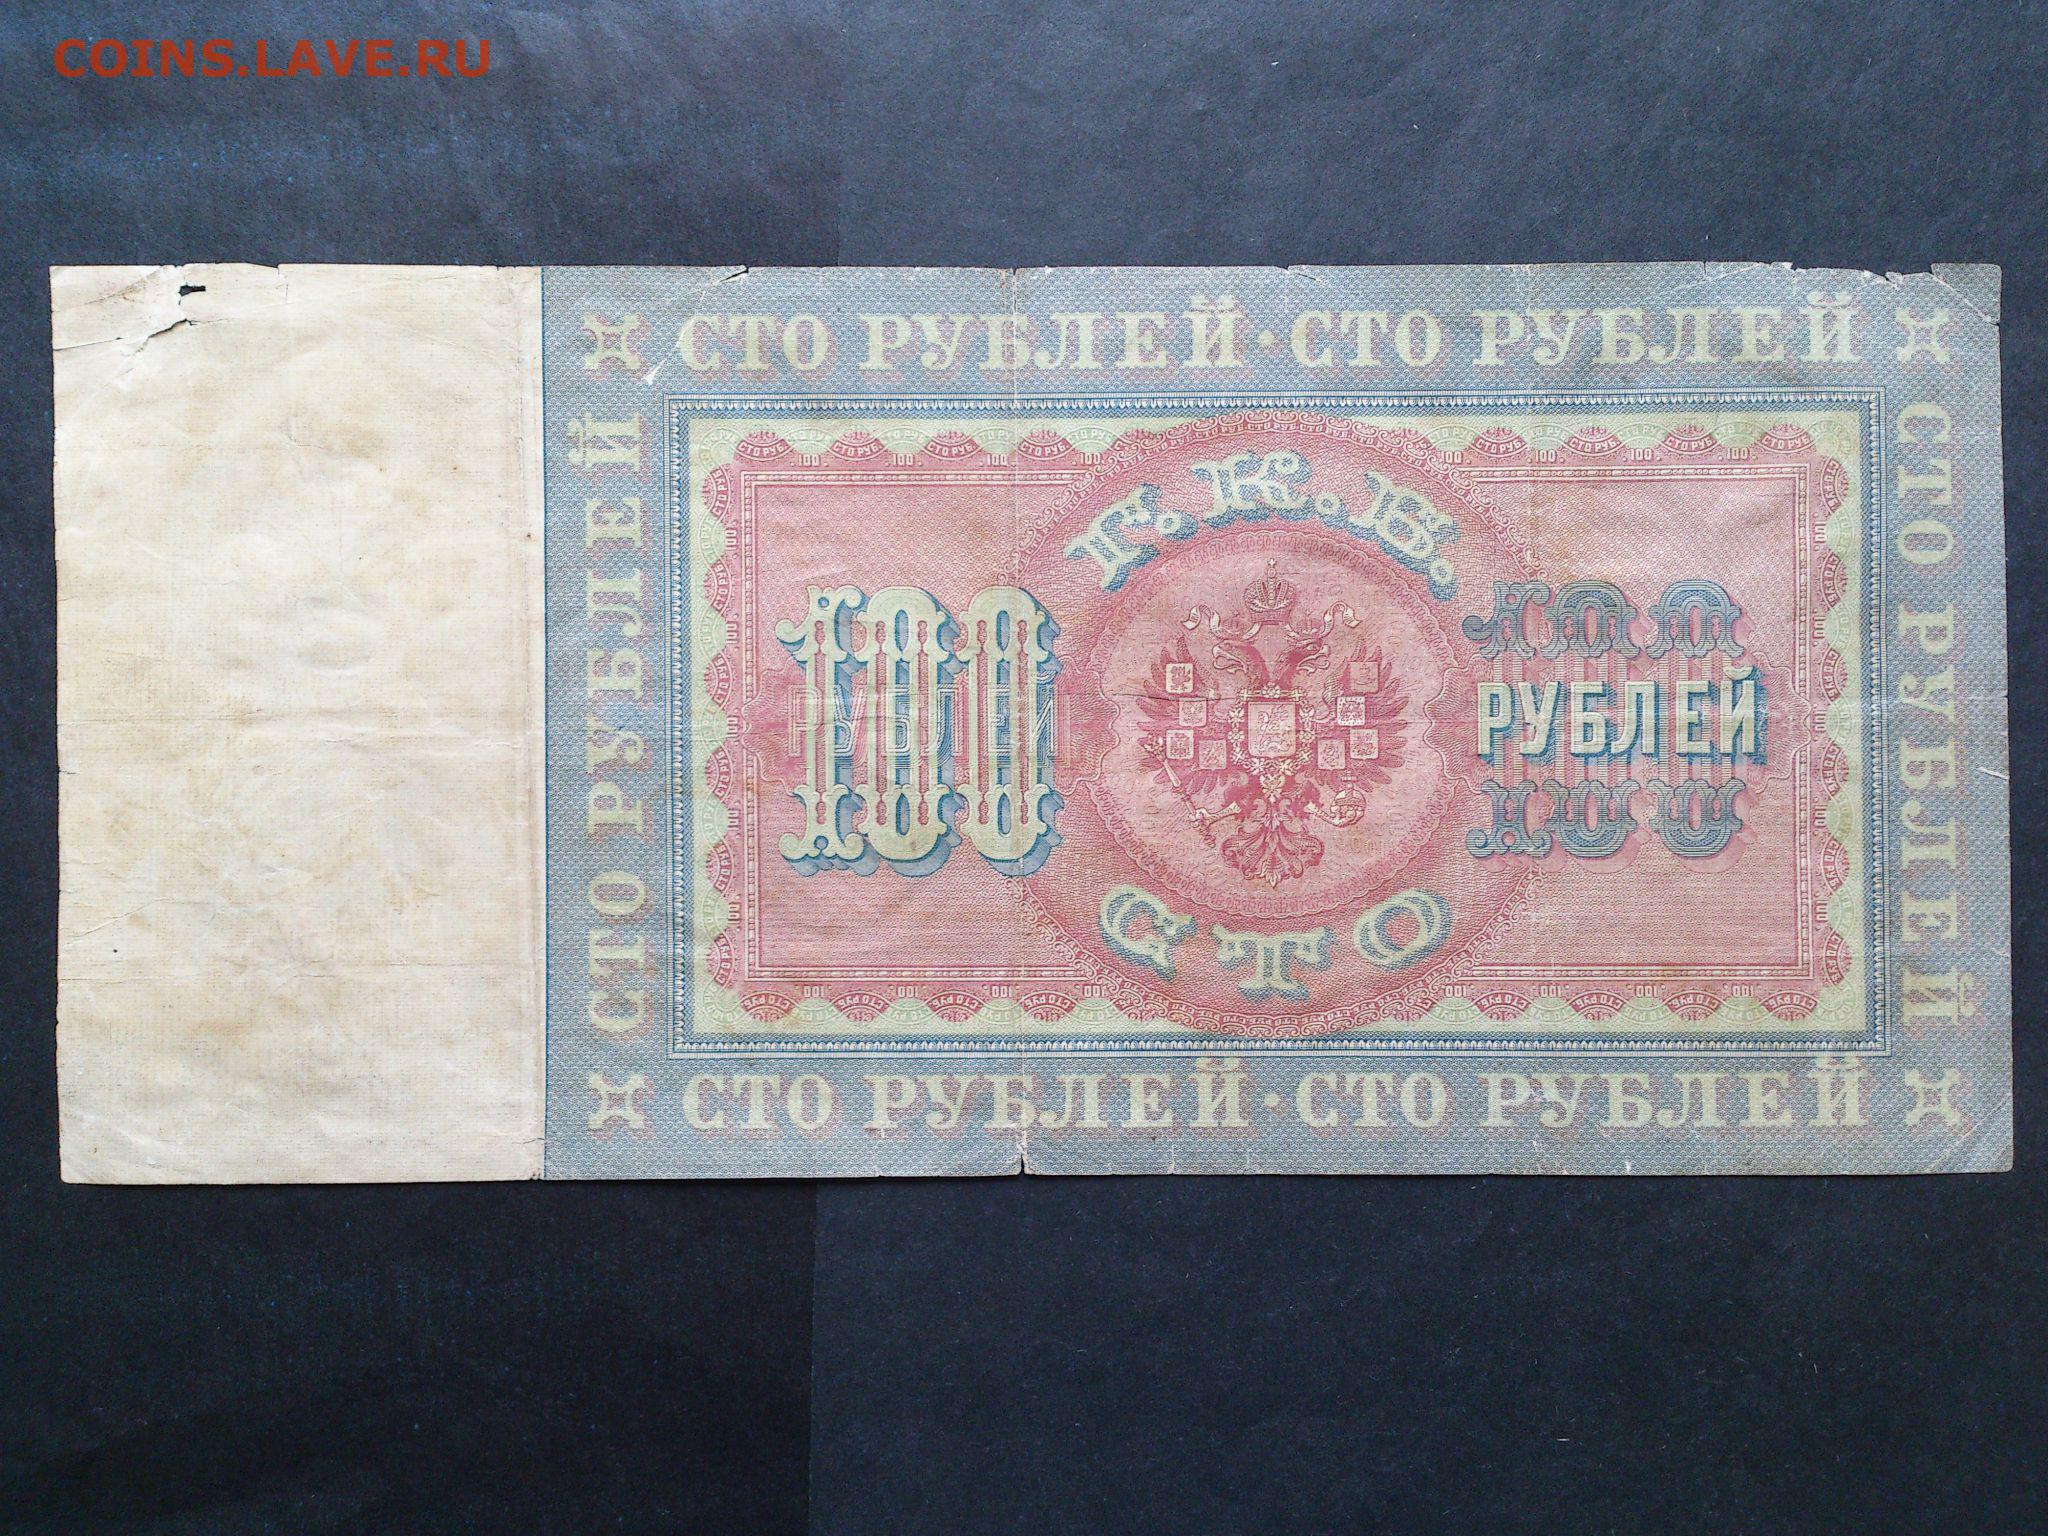 COINS.LAVE.RU
СТО РУБЛЕЙ · СТО РУБЛЕЙ
СТО РУБЛЕЙ
СТО РУБЛЕЙ
Г. К. Б.
100
РУБЛЕЙ
100
РУБЛЕЙ
СТО
СТО РУБЛЕЙ · СТО РУБЛЕЙ